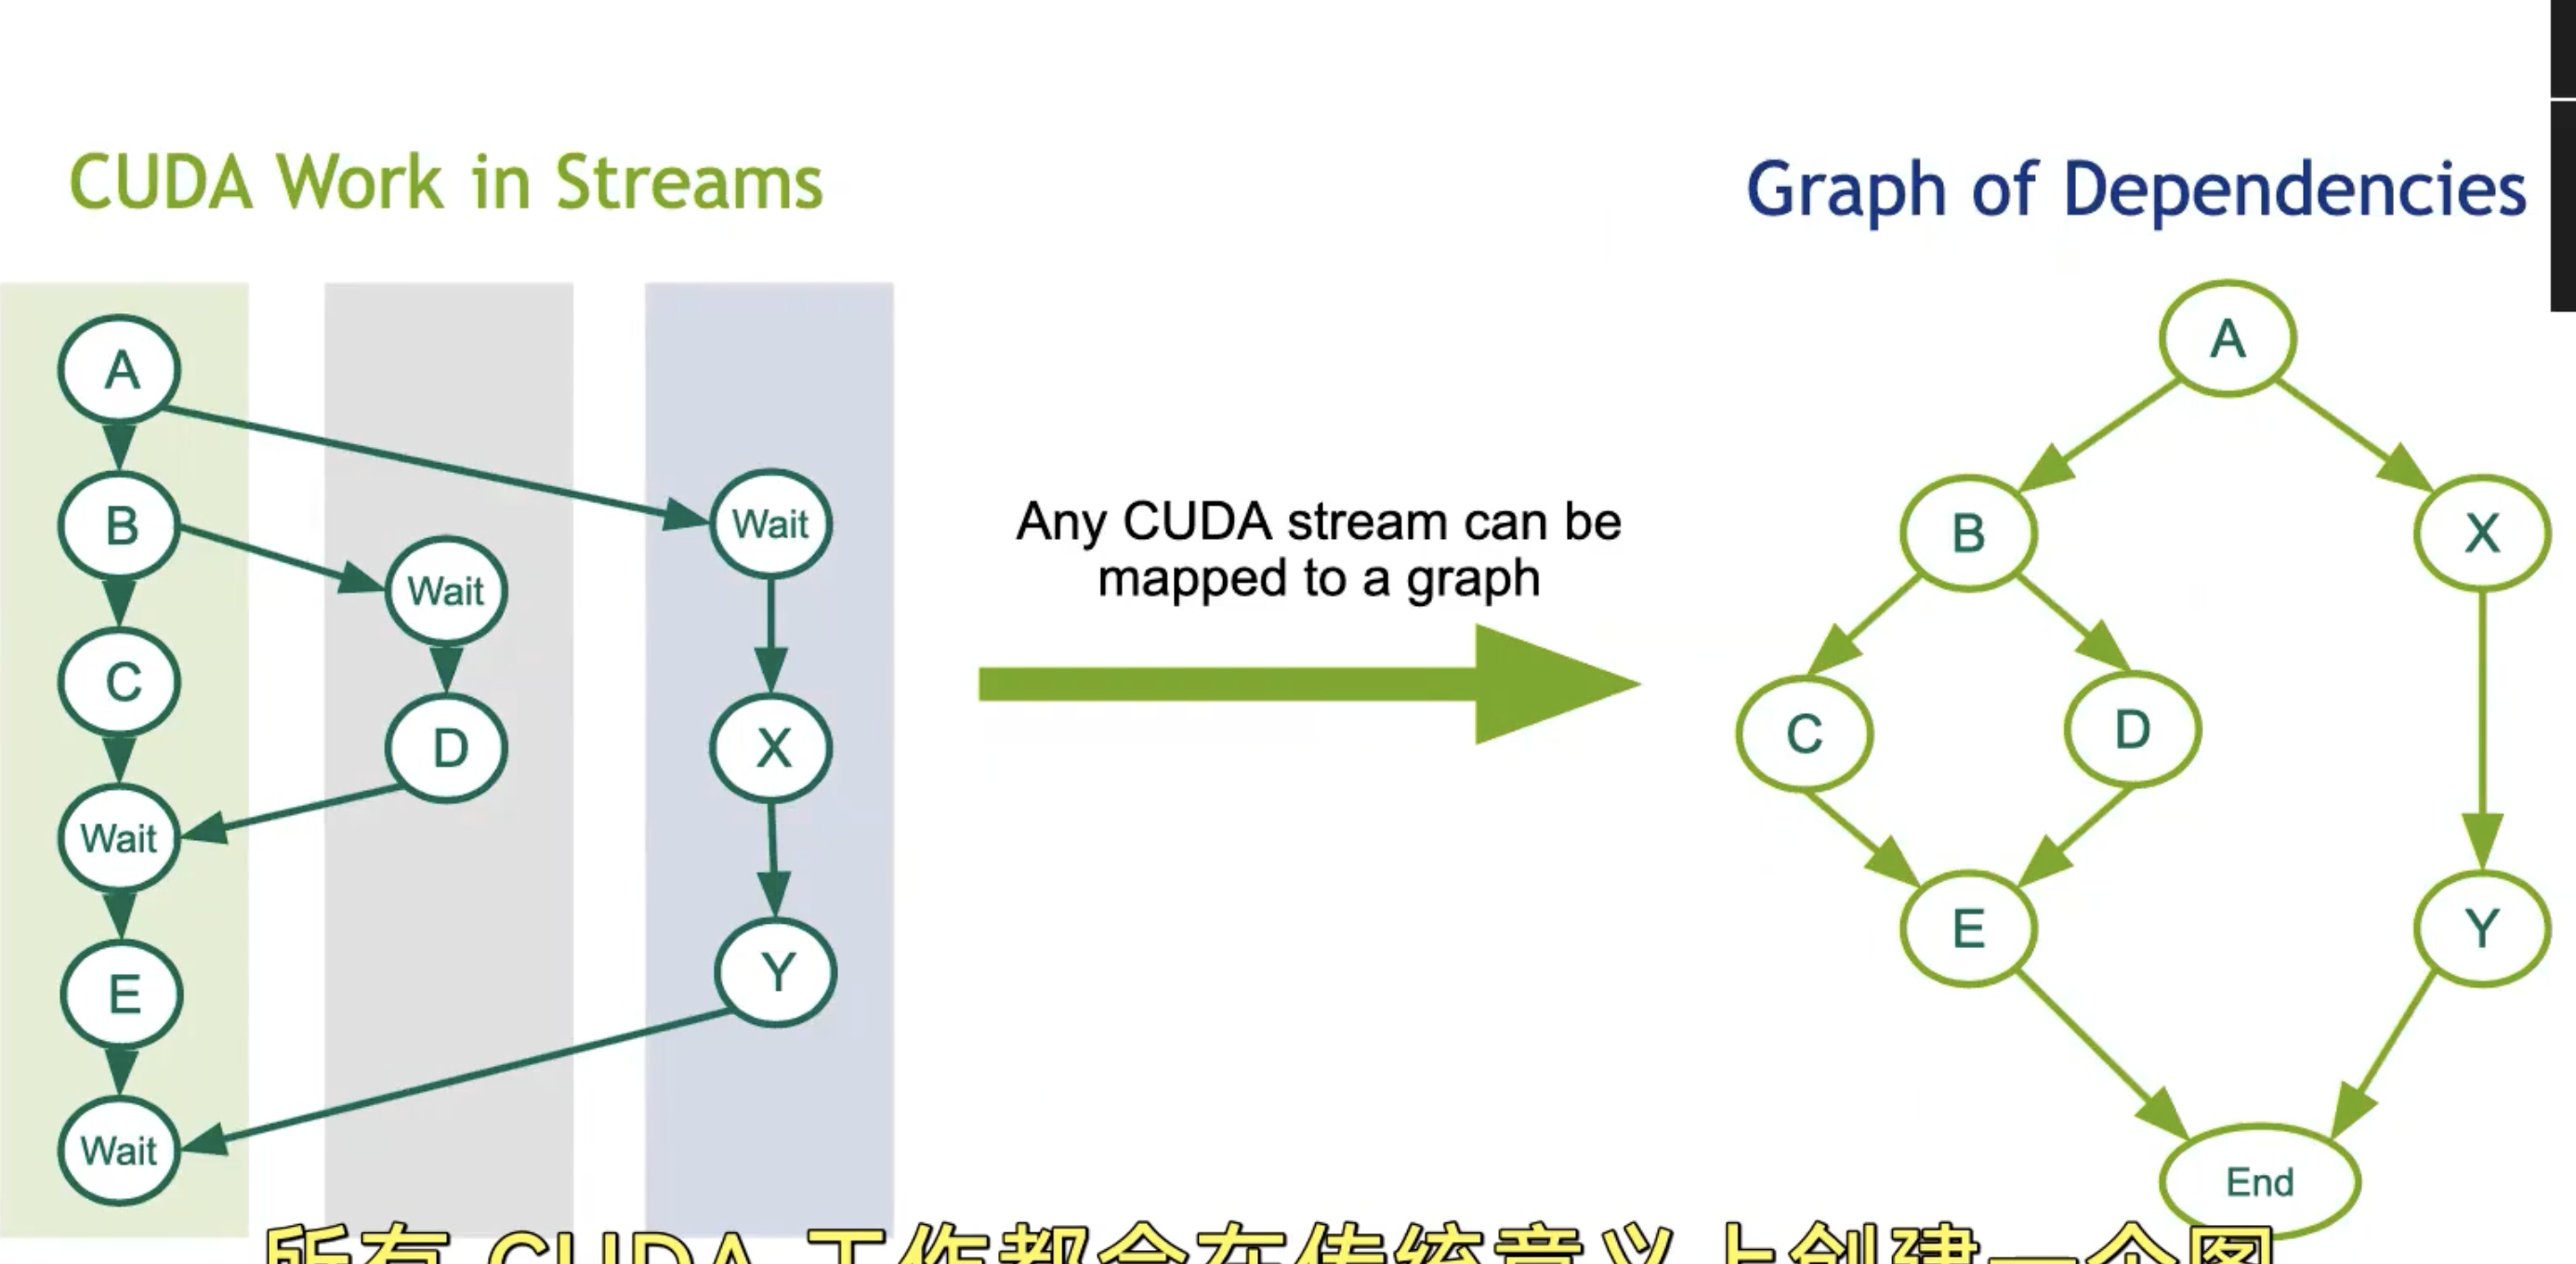 CUDA Work in Streams
A
B
C
Wait
E
Wait
Wait
D
Wait
X
Y
Any CUDA stream can be
mapped to a graph
Graph of Dependencies
A
B
X
C
D
E
Y
End
所有 CUDA 工作都会在传统意义上创建一个图